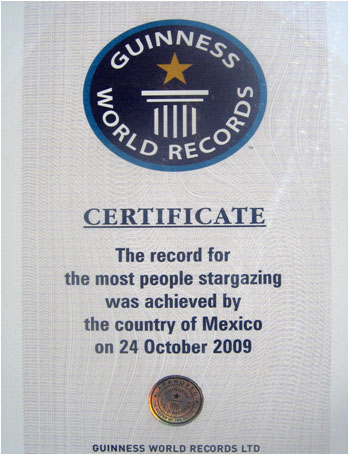 GUINNESS
WORLD RECORDS
CERTIFICATE
The record for
the most people stargazing
was achieved by
the country of Mexico
on 24 October 2009
GUINNESS WORLD RECORDS LTD